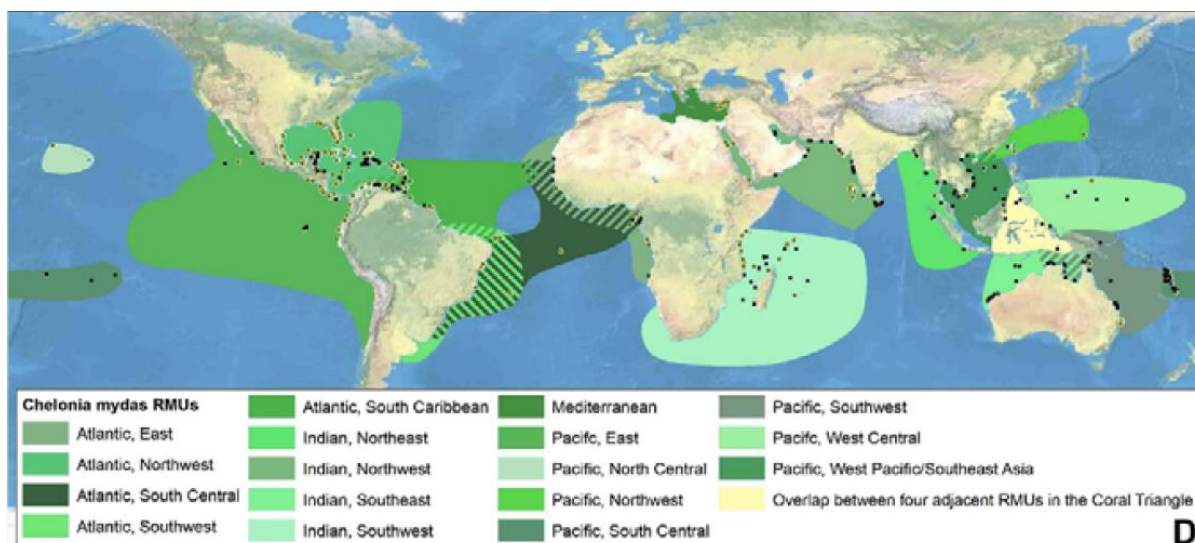 Chelonia mydas RMUs
Atlantic, East
Atlantic, Northwest
Atlantic, South Central
Atlantic, Southwest
Atlantic, South Caribbean
Indian, Northeast
Indian, Northwest
Indian, Southeast
Indian, Southwest
Mediterranean
Pacifc, East
Pacific, North Central
Pacific, Northwest
Pacific, South Central
Pacific, Southwest
Pacifc, West Central
Pacific, West Pacific/Southeast Asia
Overlap between four adjacent RMUs in the Coral Triangle
D